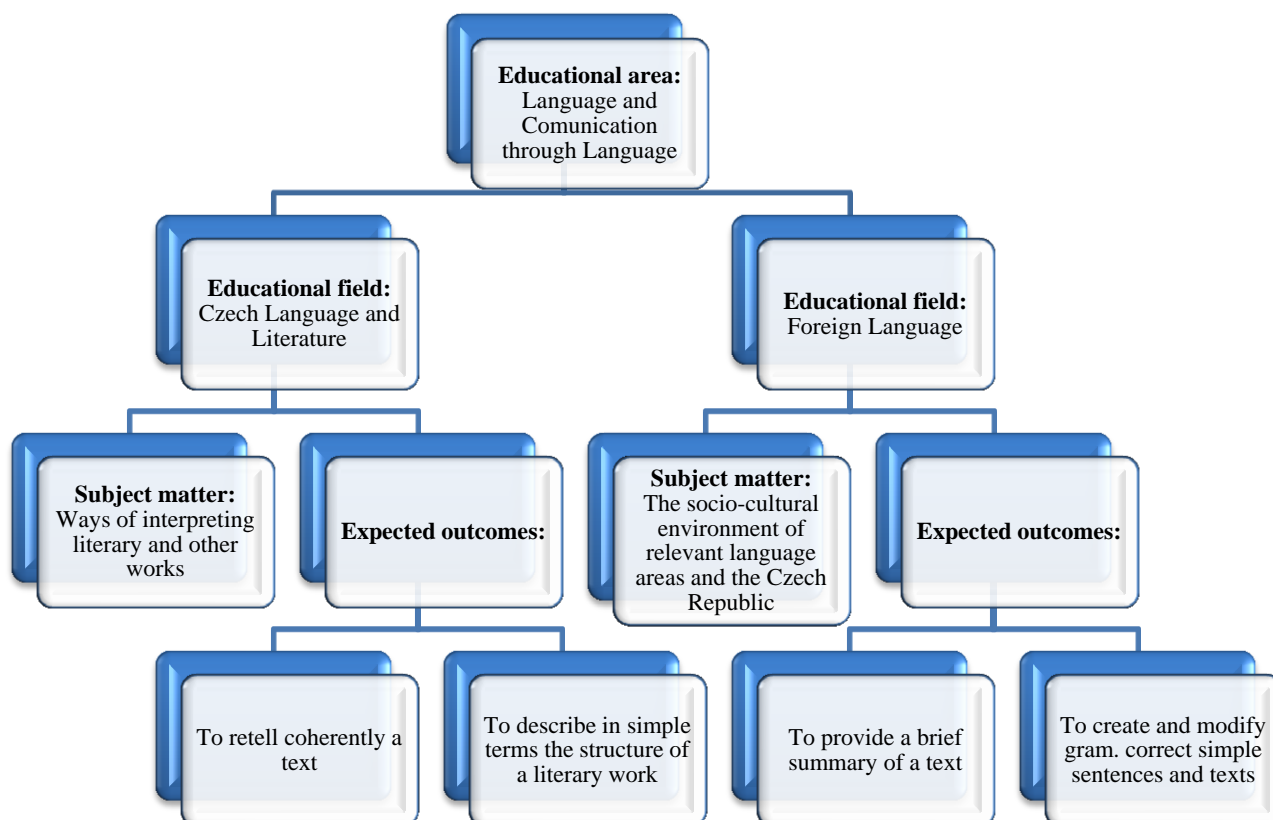 Educational area:
Language and
Comunication
through Language
Educational field:
Czech Language and
Literature
Educational field:
Foreign Language
Subject matter:
Ways of interpreting
literary and other
works
Expected outcomes:
Subject matter:
The socio-cultural
environment of
relevant language
areas and the Czech
Republic
Expected outcomes:
To retell coherently a
text
To describe in simple
terms the structure of
a literary work
To provide a brief
summary of a text
To create and modify
gram. correct simple
sentences and texts